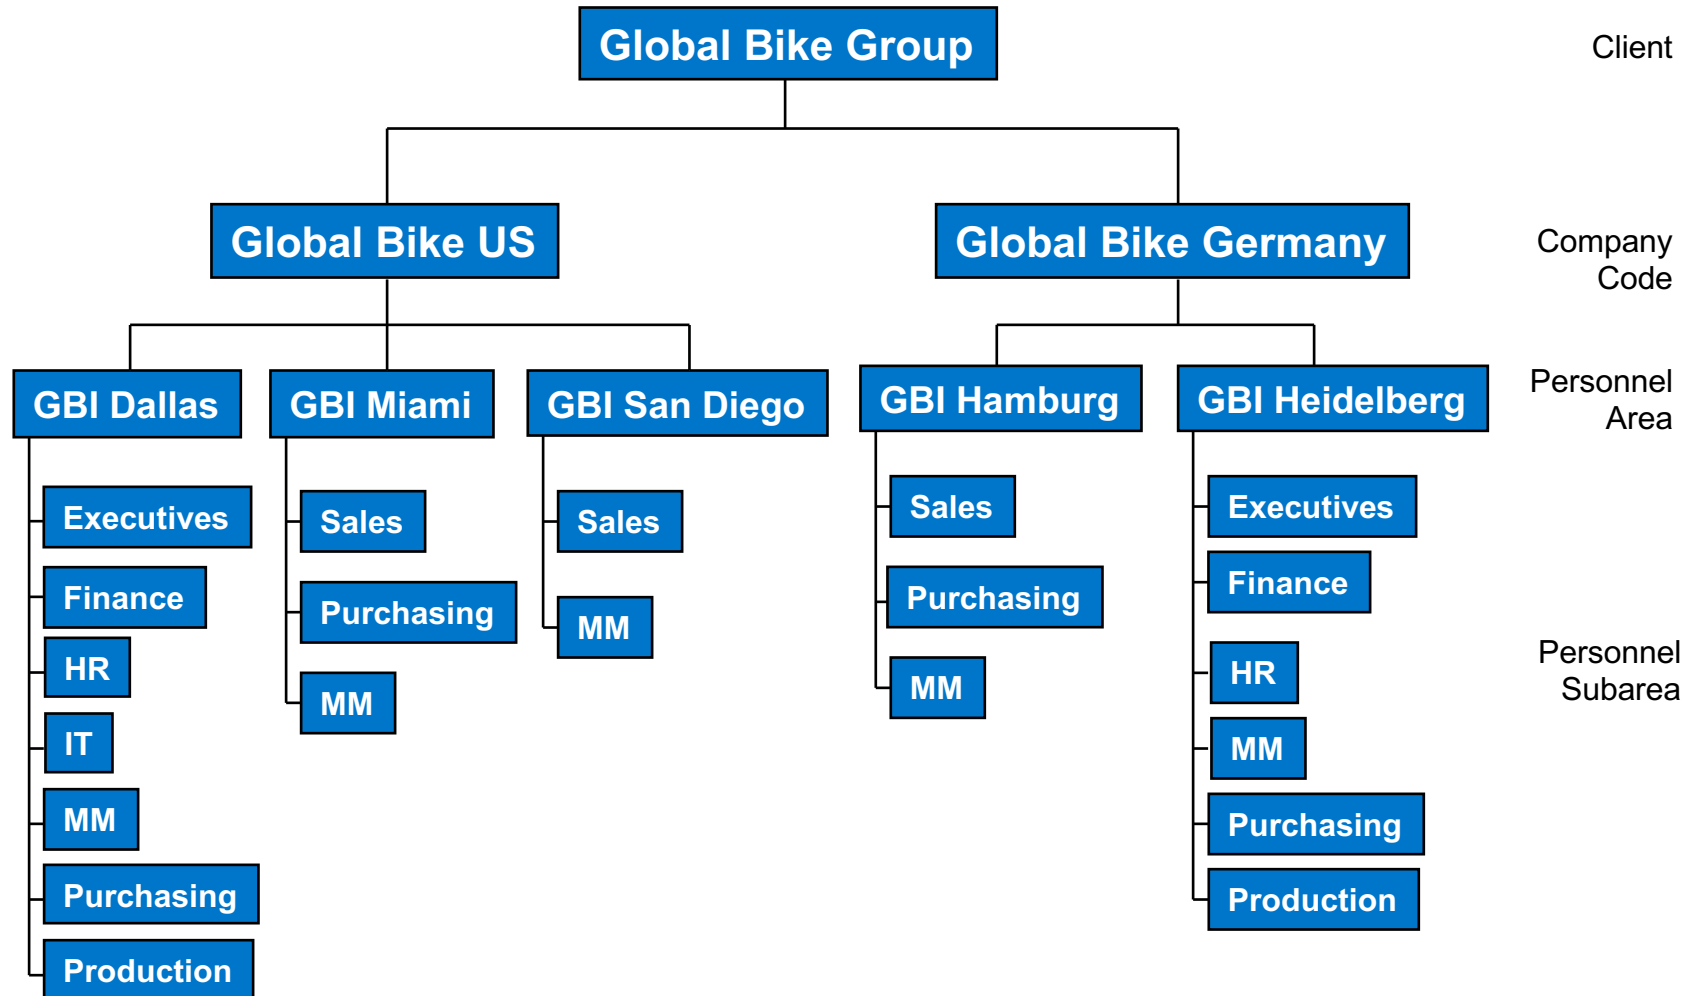 Global Bike Group
Client
Global Bike US
Global Bike Germany
Company
Code
GBI Dallas
GBI Miami
GBI San Diego
GBI Hamburg
GBI Heidelberg
Personnel
Area
Executives
Finance
HR
IT
MM
Purchasing
Production
Sales
Purchasing
MM
Sales
MM
Sales
Purchasing
MM
Executives
Finance
HR
MM
Purchasing
Production
Personnel
Subarea